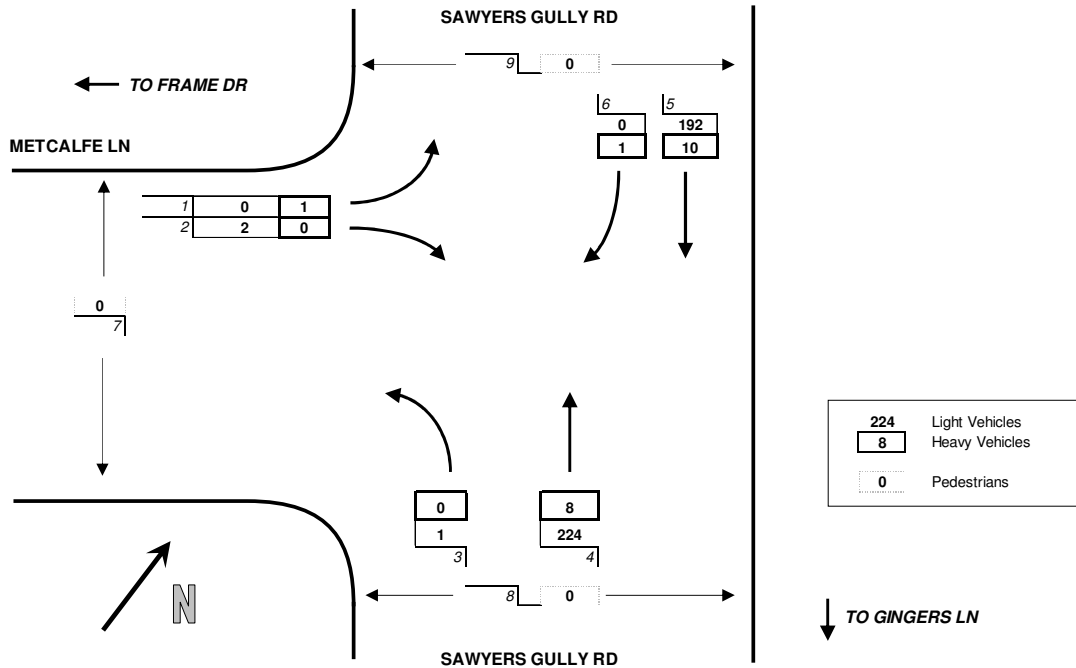 SAWYERS GULLY RD
9 0
TO FRAME DR
6 5
0 192
METCALFE LN
1 10
1 0 1
2 2 0
0
7
224 Light Vehicles
8 Heavy Vehicles
0 Pedestrians
0 8
1 224
3 4
8 0
N
TO GINGERS LN
SAWYERS GULLY RD